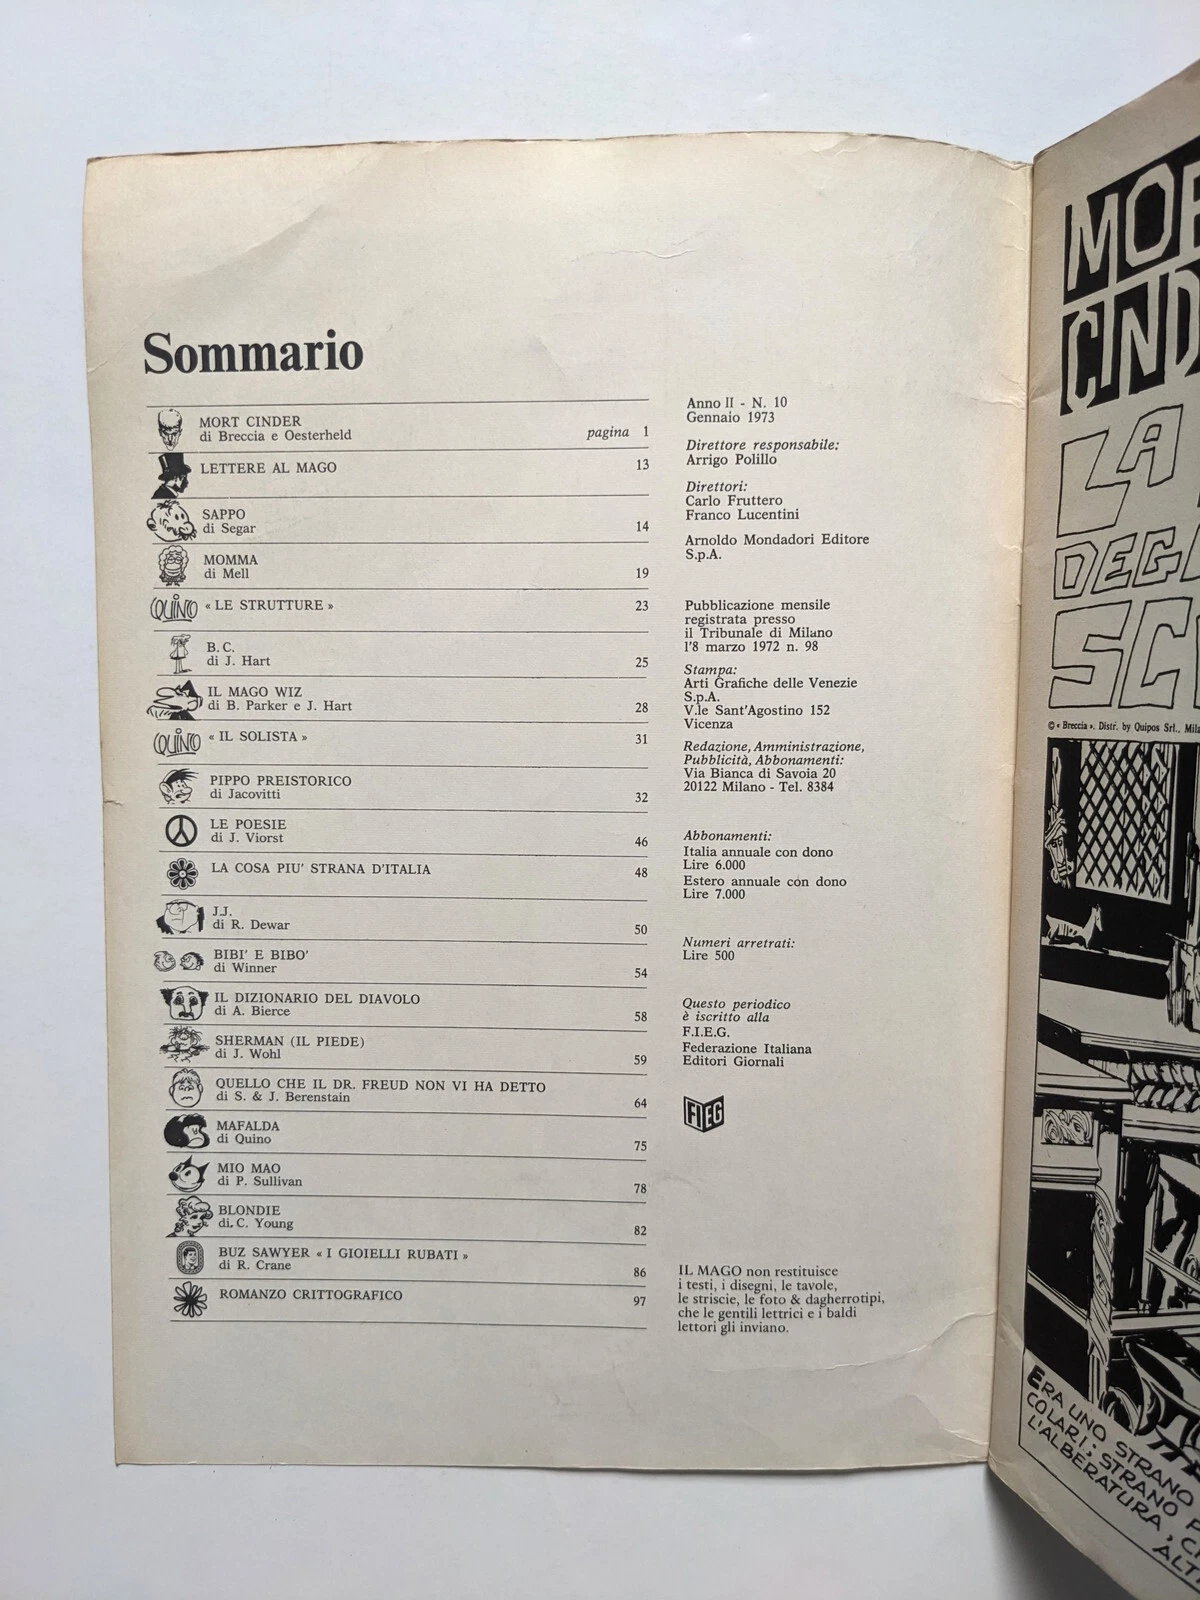 Sommario
MORT CINDER
di Breccia e Oesterheld
pagina 1
LETTERE AL MAGO
13
SAPPO
di Segar
14
MOMMA
di Mell
19
QUINO « LE STRUTTURE »
23
B.C.
di J. Hart
25
IL MAGO WIZ
di B. Parker e J. Hart
28
QUINO « IL SOLISTA »
31
PIPPO PREISTORICO
di Jacovitti
32
LE POESIE
di J. Viorst
46
LA COSA PIU' STRANA D'ITALIA
48
J.J.
di R. Dewar
50
BIBI' E BIBO'
di Winner
54
IL DIZIONARIO DEL DIAVOLO
di A. Bierce
58
SHERMAN (IL PIEDE)
di J. Wohl
59
QUELLO CHE IL DR. FREUD NON VI HA DETTO
di S. & J. Berenstain
64
MAFALDA
di Quino
75
MIO MAO
di P. Sullivan
78
BLONDIE
di C. Young
82
BUZ SAWYER « I GIOIELLI RUBATI »
di R. Crane
86
ROMANZO CRITTOGRAFICO
97
Anno II - N. 10
Gennaio 1973
Direttore responsabile:
Arrigo Polillo
Direttori:
Carlo Fruttero
Franco Lucentini
Arnoldo Mondadori Editore
S.p.A.
Pubblicazione mensile
registrata presso
il Tribunale di Milano
l'8 marzo 1972 n. 98
Stampa:
Arti Grafiche delle Venezie
S.p.A.
V.le Sant'Agostino 152
Vicenza
Redazione, Amministrazione,
Pubblicità, Abbonamenti:
Via Bianca di Savoia 20
20122 Milano - Tel. 8384
Abbonamenti:
Italia annuale con dono
Lire 6.000
Estero annuale con dono
Lire 7.000
Numeri arretrati:
Lire 500
Questo periodico
è iscritto alla
F.I.E.G.
Federazione Italiana
Editori Giornali
FIEG
IL MAGO non restituisce
i testi, i disegni, le tavole,
le striscie, le foto & dagherrotipi,
che le gentili lettrici e i baldi
lettori gli inviano.
LA
© « Breccia ». Distr. by Quipos Srl.,
ERA UNO STRANO
COLARI; STRANO
L'ALBERATURA,